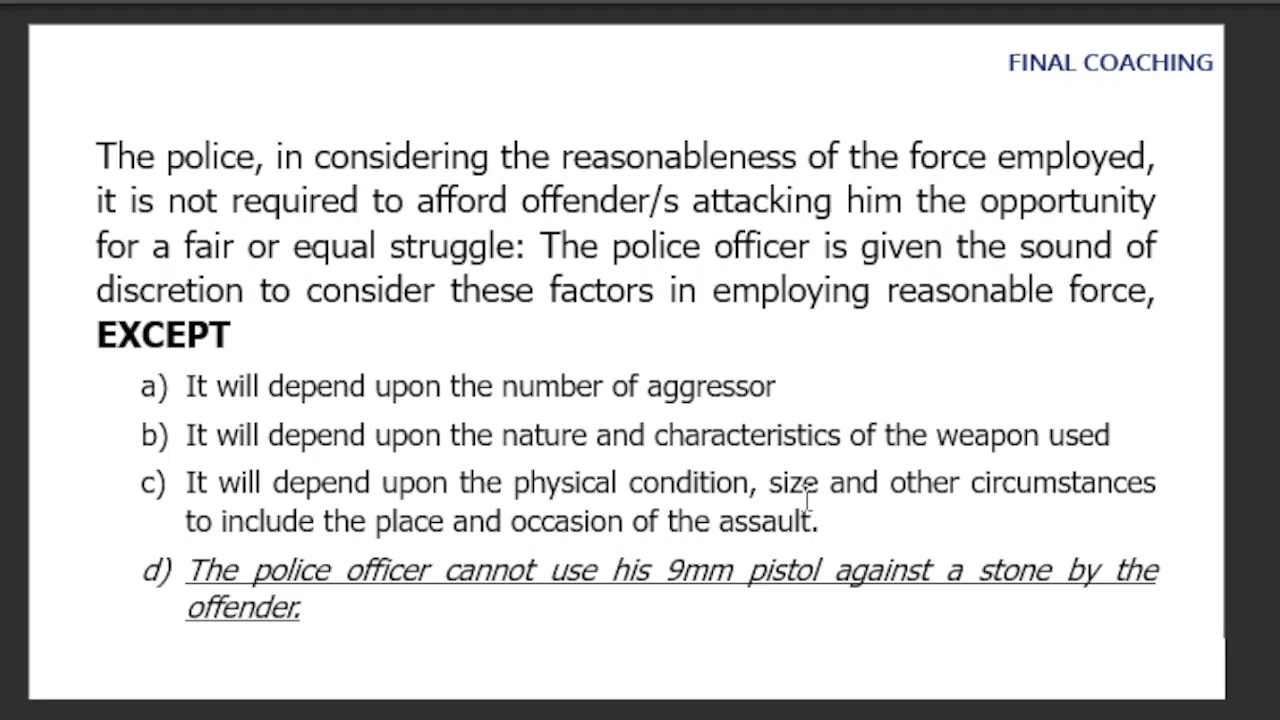 FINAL COACHING
The police, in considering the reasonableness of the force employed,
it is not required to afford offender/s attacking him the opportunity
for a fair or equal struggle: The police officer is given the sound of
discretion to consider these factors in employing reasonable force,
EXCEPT
a) It will depend upon the number of aggressor
b) It will depend upon the nature and characteristics of the weapon used
c) It will depend upon the physical condition, size and other circumstances
to include the place and occasion of the assault.
d) The police officer cannot use his 9mm pistol against a stone by the
offender.